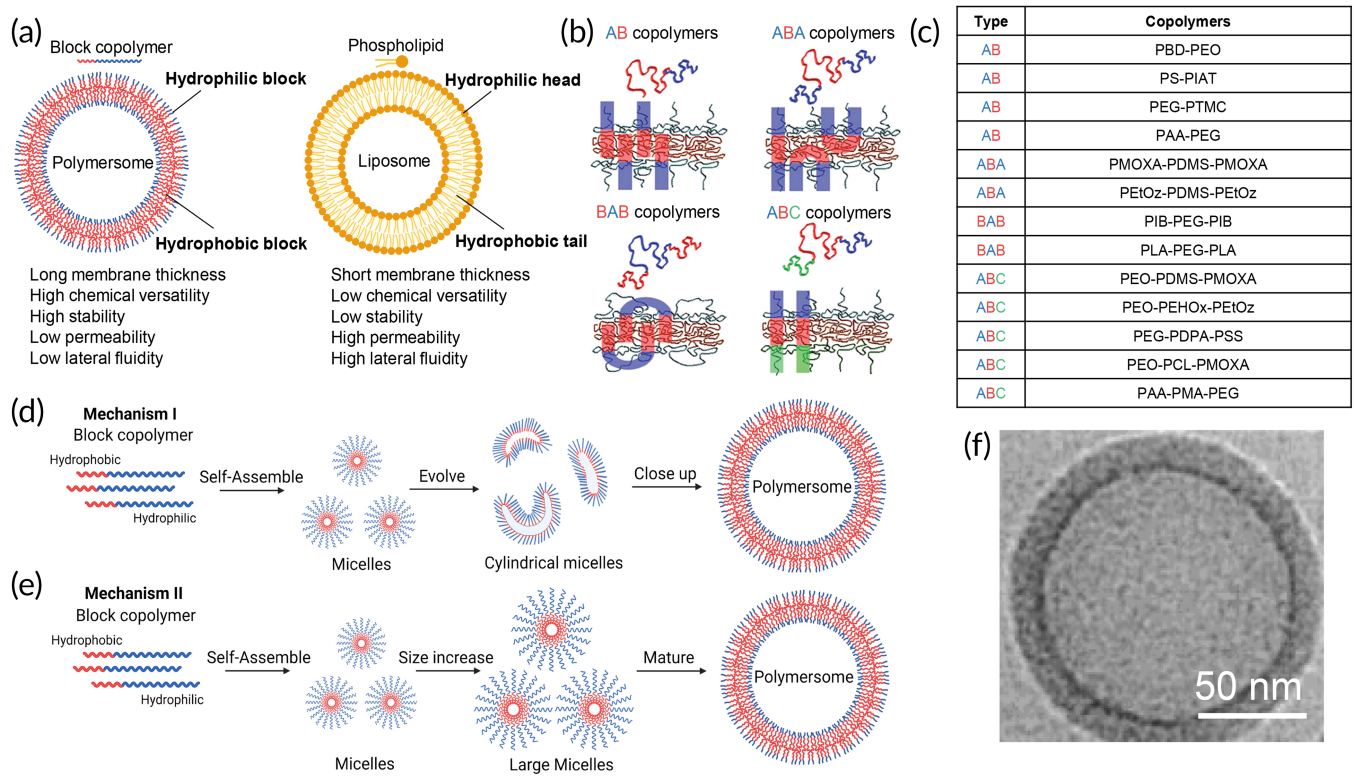 (a)
Block copolymer
Hydrophilic block
Polymersome
Hydrophobic block
Long membrane thickness
High chemical versatility
High stability
Low permeability
Low lateral fluidity
Phospholipid
Hydrophilic head
Liposome
Hydrophobic tail
Short membrane thickness
Low chemical versatility
Low stability
High permeability
High lateral fluidity
(b)
AB copolymers
ABA copolymers
BAB copolymers
ABC copolymers
(c)
Type Copolymers
AB PBD-PEO
AB PS-PIAT
AB PEG-PTMC
AB PAA-PEG
ABA PMOXA-PDMS-PMOXA
ABA PEtOz-PDMS-PEtOz
BAB PIB-PEG-PIB
BAB PLA-PEG-PLA
ABC PEO-PDMS-PMOXA
ABC PEO-PEHOx-PEtOz
ABC PEG-PDPA-PSS
ABC PEO-PCL-PMOXA
ABC PAA-PMA-PEG
(d)
Mechanism I
Block copolymer
Hydrophobic
Hydrophilic
Self-Assemble
Micelles
Evolve
Cylindrical micelles
Close up
Polymersome
(e)
Mechanism II
Block copolymer
Hydrophobic
Hydrophilic
Self-Assemble
Micelles
Size increase
Large Micelles
Mature
Polymersome
(f)
50 nm